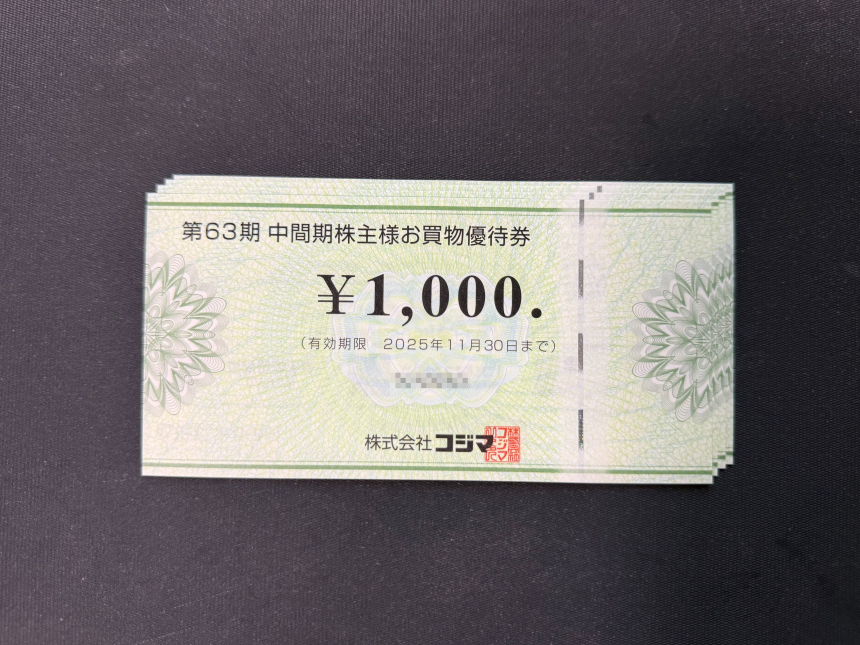 第63期 中間期株主様お買物優待券
¥1,000.
(有効期限 2025年11月30日まで)
株式会社 コジマ